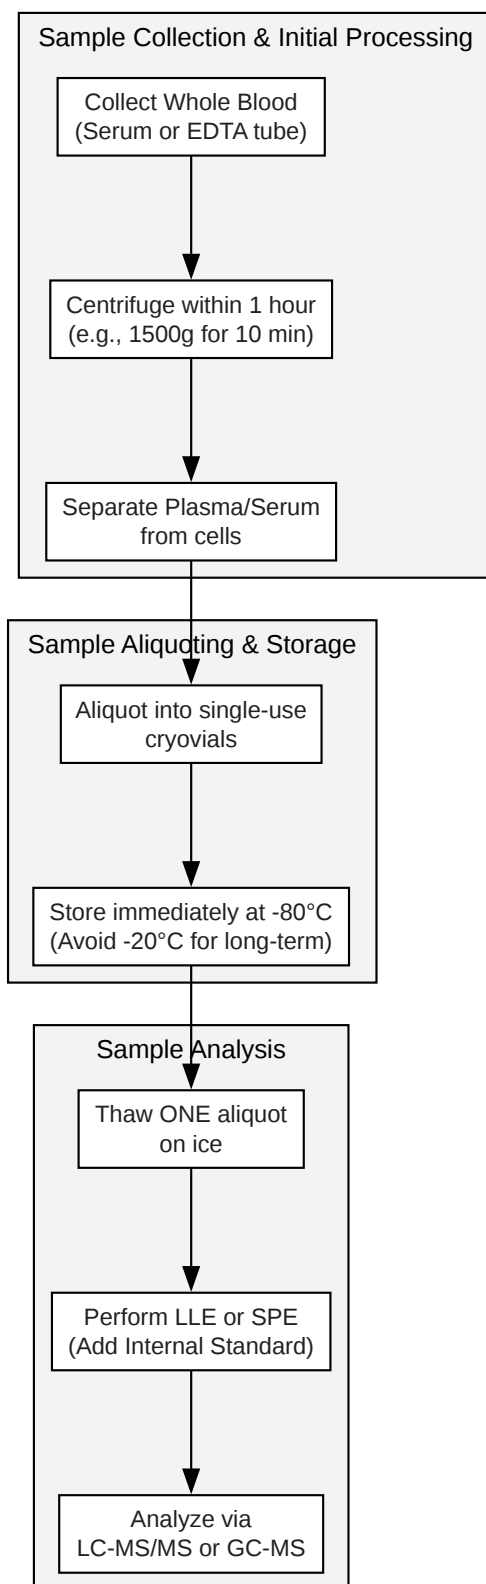 Sample Collection & Initial Processing
Collect Whole Blood
(Serum or EDTA tube)
Centrifuge within 1 hour
(e.g., 1500g for 10 min)
Separate Plasma/Serum
from cells
Sample Aliquoting & Storage
Aliquot into single-use
cryovials
Store immediately at -80°C
(Avoid -20°C for long-term)
Sample Analysis
Thaw ONE aliquot
on ice
Perform LLE or SPE
(Add Internal Standard)
Analyze via
LC-MS/MS or GC-MS